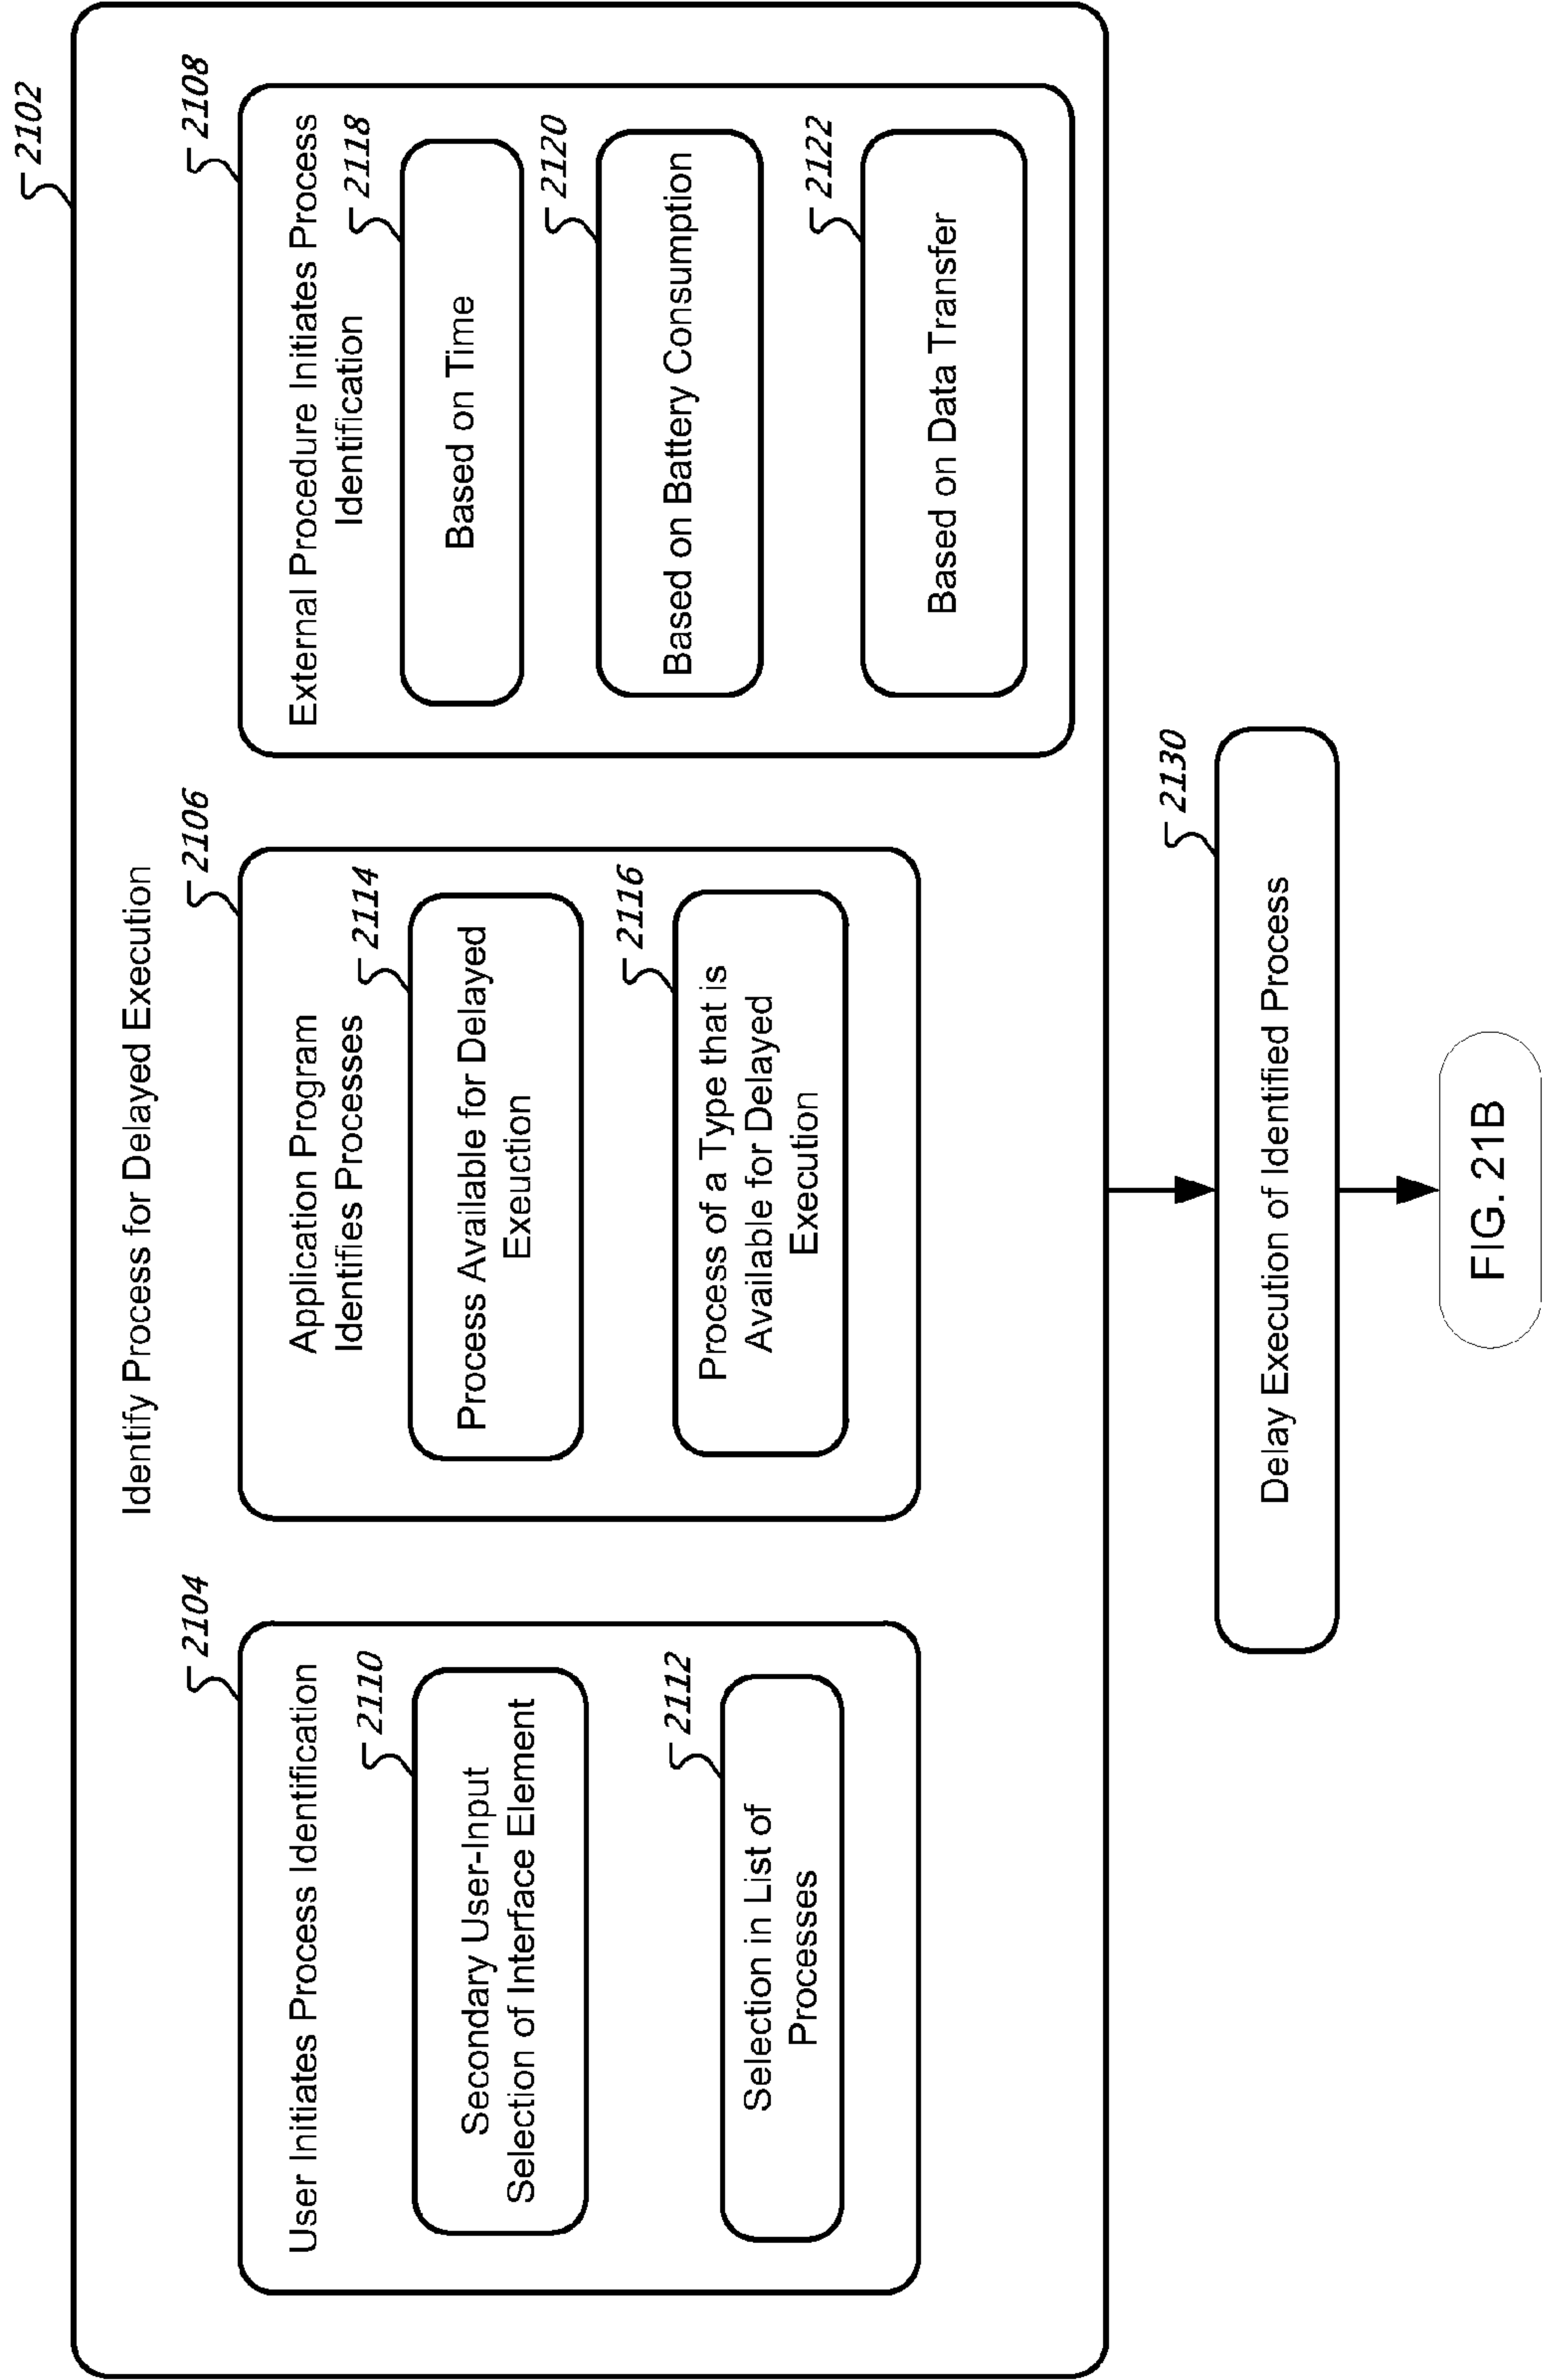 2102
Identify Process for Delayed Execution
2104
User Initiates Process Identification
2110
Secondary User-Input
Selection of Interface Element
2112
Selection in List of
Processes
2106
Application Program
Identifies Processes
2114
Process Available for Delayed
Exeuction
2116
Process of a Type that is
Available for Delayed
Execution
2108
External Procedure Initiates Process
Identification
2118
Based on Time
2120
Based on Battery Consumption
2122
Based on Data Transfer
2130
Delay Execution of Identified Process
FIG. 21B